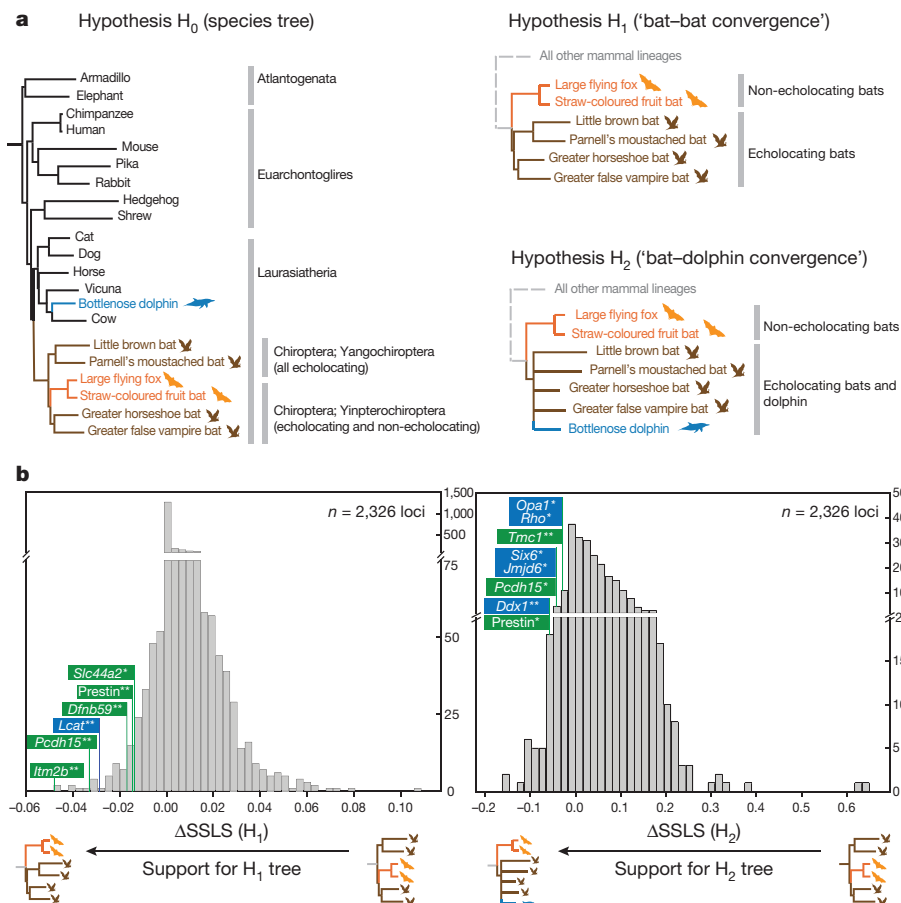 a
Hypothesis H0 (species tree)
Armadillo
Elephant
Chimpanzee
Human
Mouse
Pika
Rabbit
Hedgehog
Shrew
Cat
Dog
Horse
Vicuna
Bottlenose dolphin
Cow
Little brown bat
Parnell's moustached bat
Large flying fox
Straw-coloured fruit bat
Greater horseshoe bat
Greater false vampire bat
Atlantogenata
Euarchontoglires
Laurasiatheria
Chiroptera; Yangochiroptera
(all echolocating)
Chiroptera; Yinpterochiroptera
(echolocating and non-echolocating)
Hypothesis H1 ('bat–bat convergence')
All other mammal lineages
Large flying fox
Straw-coloured fruit bat
Little brown bat
Parnell's moustached bat
Greater horseshoe bat
Greater false vampire bat
Non-echolocating bats
Echolocating bats
Hypothesis H2 ('bat–dolphin convergence')
All other mammal lineages
Large flying fox
Straw-coloured fruit bat
Little brown bat
Parnell's moustached bat
Greater horseshoe bat
Greater false vampire bat
Bottlenose dolphin
Non-echolocating bats
Echolocating bats and
dolphin
b
n = 2,326 loci
1,500
1,000
500
75
50
25
0
Slc44a2*
Prestin**
Dfnb59**
Lcat**
Pcdh15**
Itm2b**
−0.06 −0.04 −0.02 0.00 0.02 0.04 0.06 0.08 0.10
ΔSSLS (H1)
Support for H1 tree
n = 2,326 loci
Opa1*
Rho*
Tmc1**
Six6*
Jmjd6*
Pcdh15*
Ddx1**
Prestin*
−0.2 −0.1 0.0 0.1 0.2 0.3 0.4 0.5 0.6
ΔSSLS (H2)
Support for H2 tree